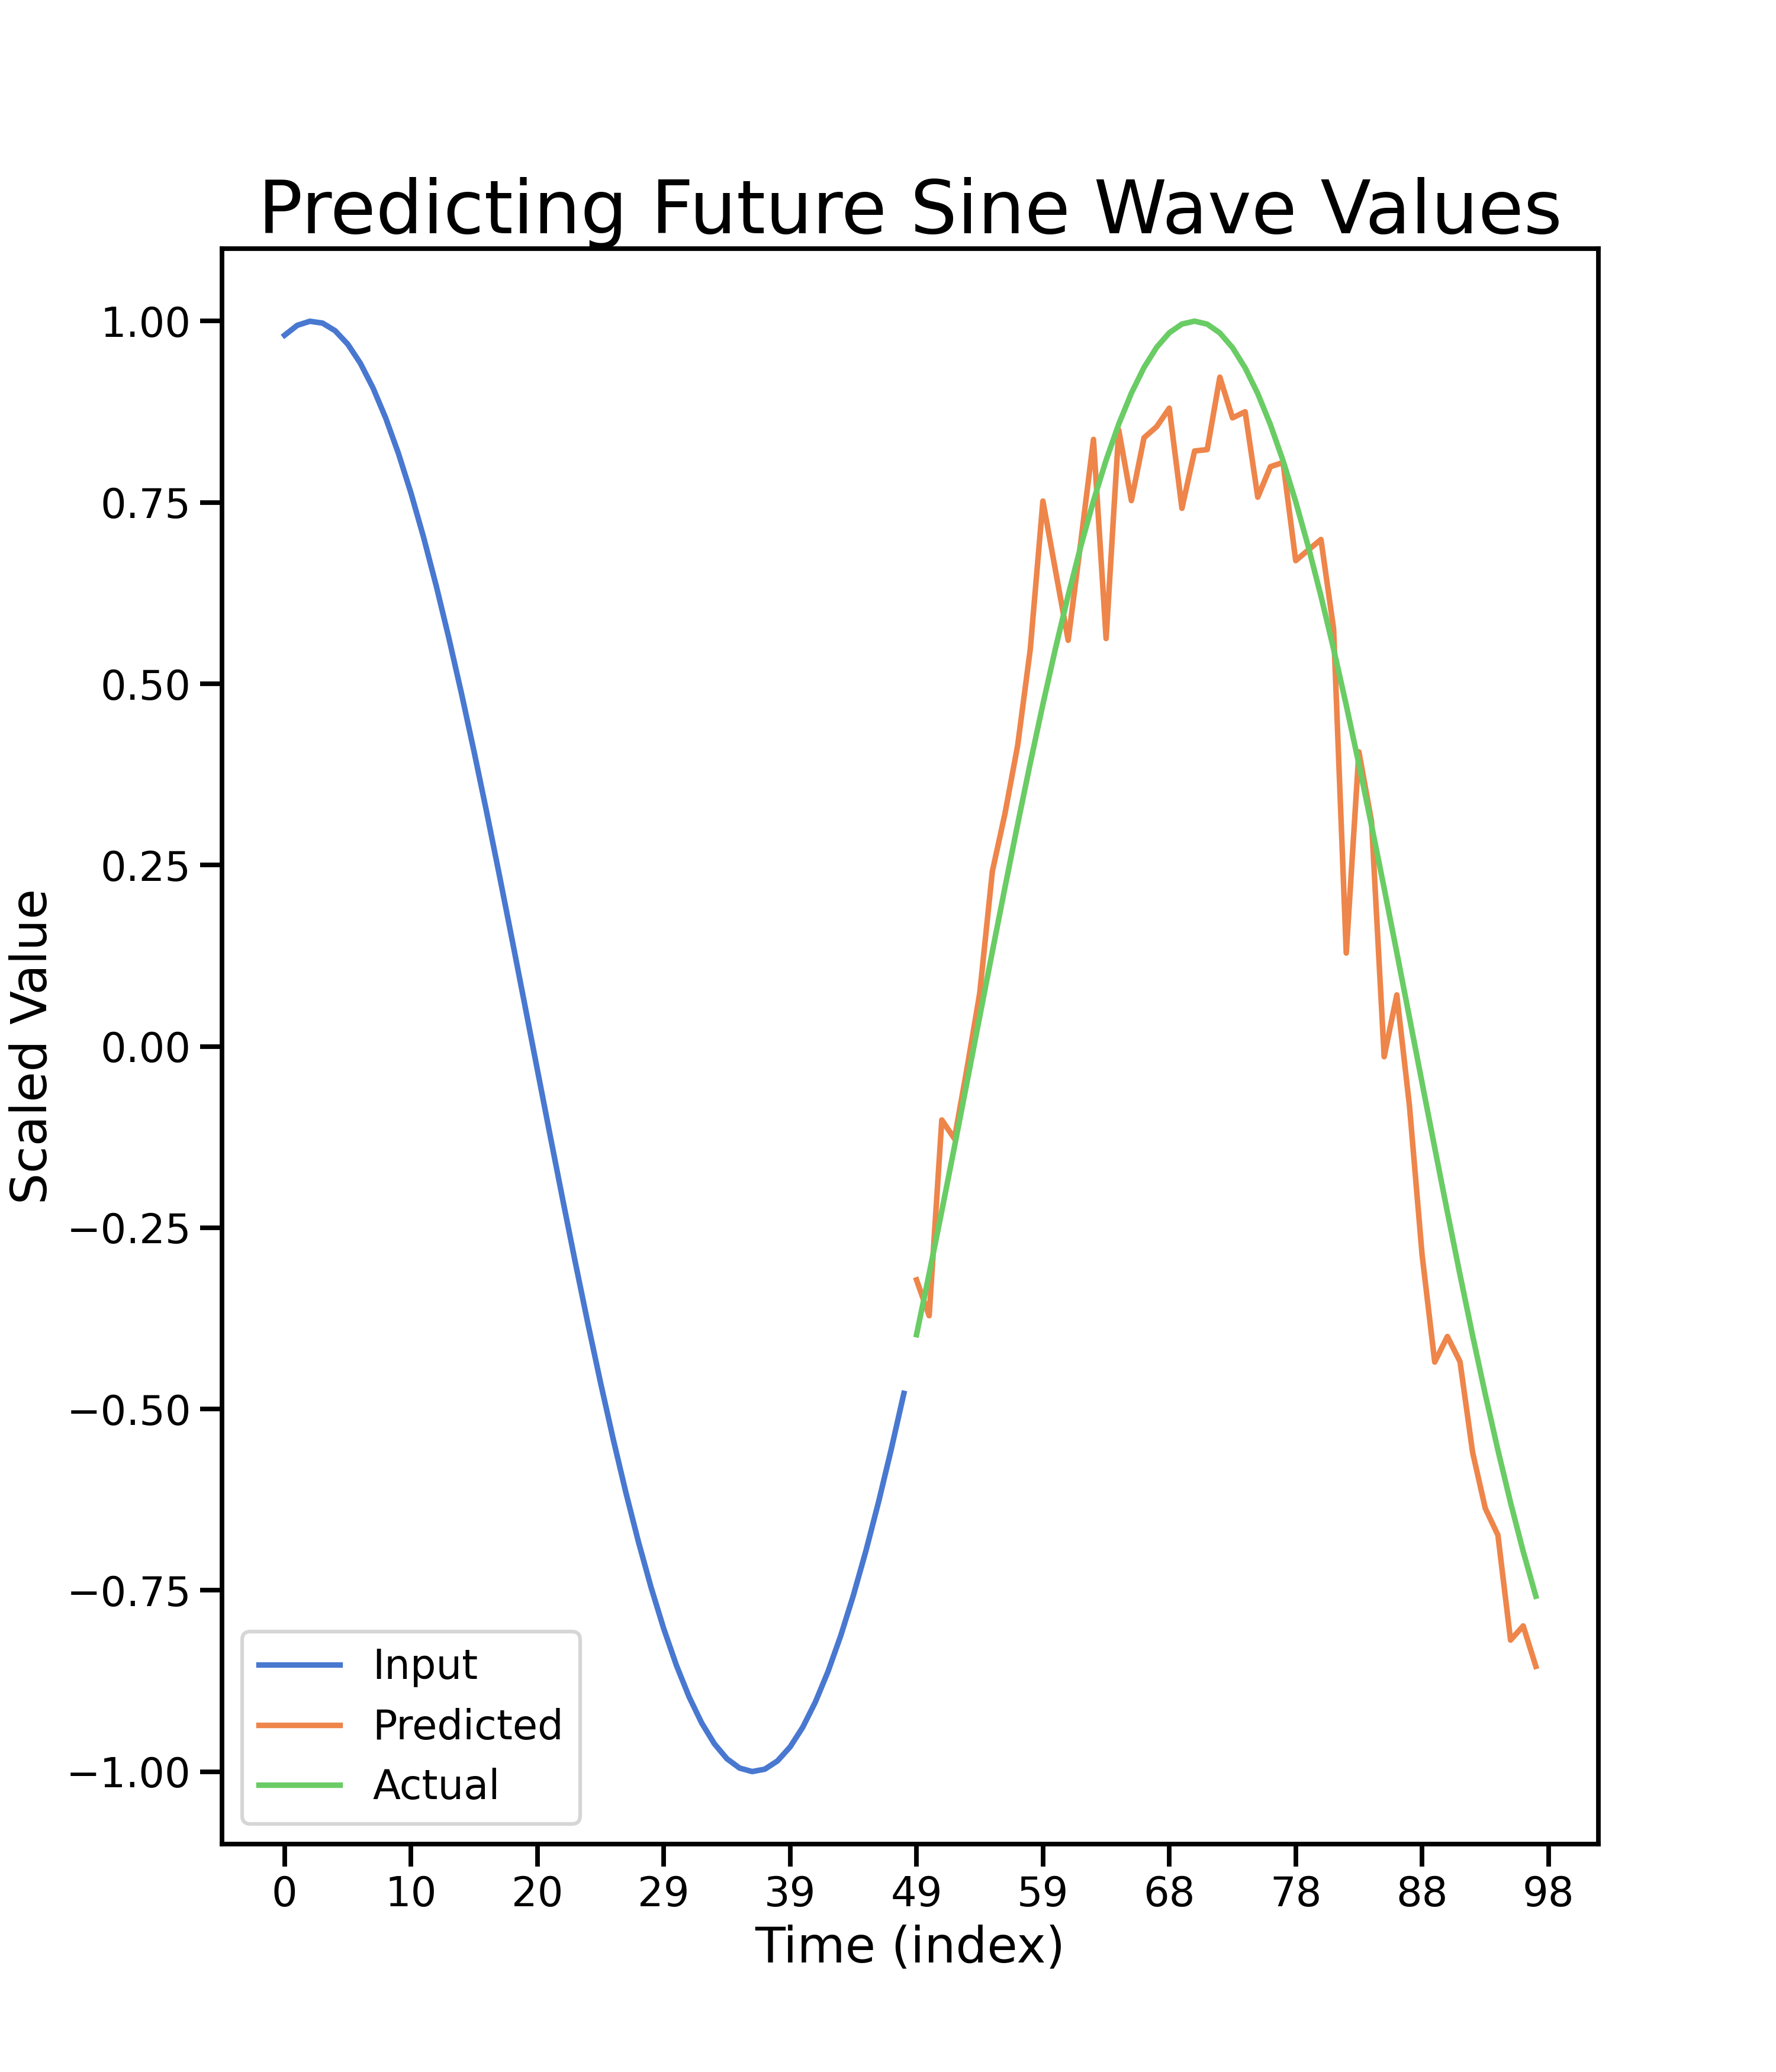 Predicting Future Sine Wave Values
1.00
0.75
0.50
0.25
0.00
−0.25
−0.50
−0.75
−1.00
Scaled Value
Input
Predicted
Actual
0 10 20 29 39 49 59 68 78 88 98
Time (index)